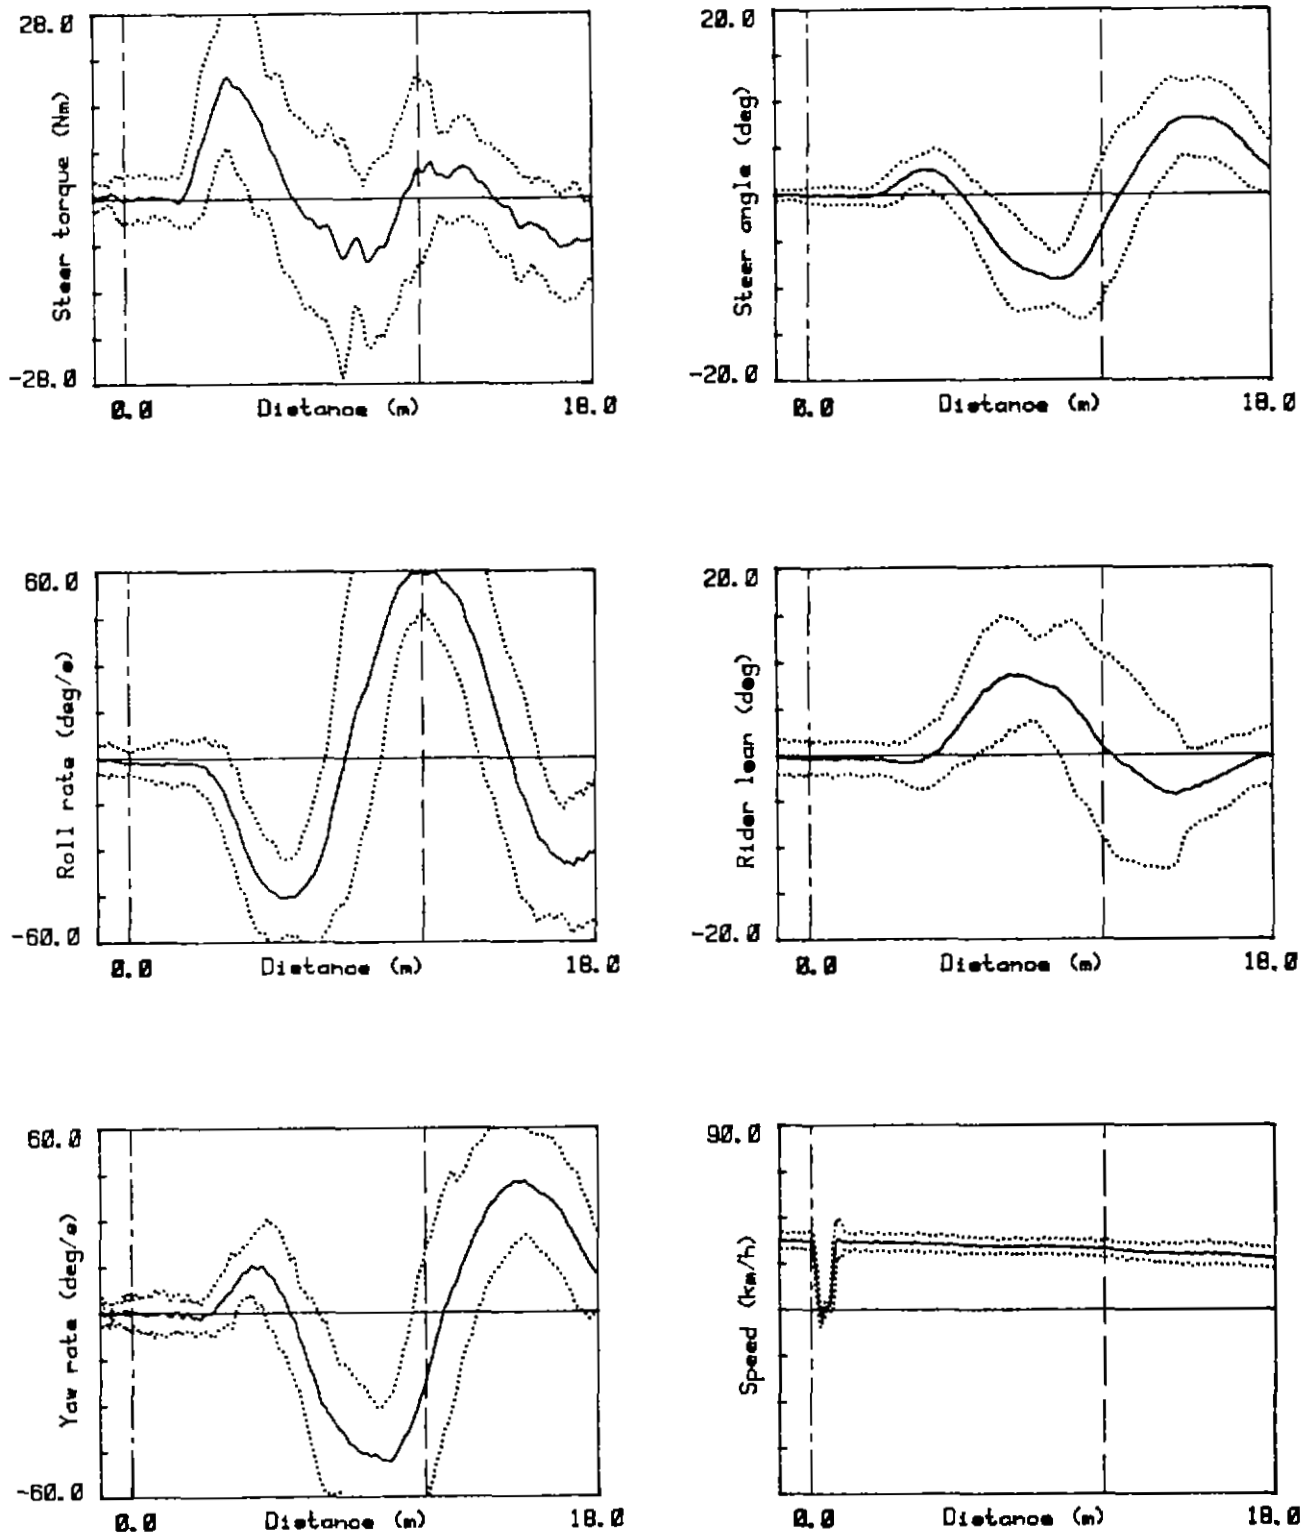 28.0
Steer torque (Nm)
-28.0
0.0 Distance (m) 18.0
20.0
Steer angle (deg)
-20.0
0.0 Distance (m) 18.0
60.0
Roll rate (deg/s)
-60.0
0.0 Distance (m) 18.0
20.0
Rider lean (deg)
-20.0
0.0 Distance (m) 18.0
60.0
Yaw rate (deg/s)
-60.0
0.0 Distance (m) 18.0
90.0
Speed (km/h)
0.0 Distance (m) 18.0